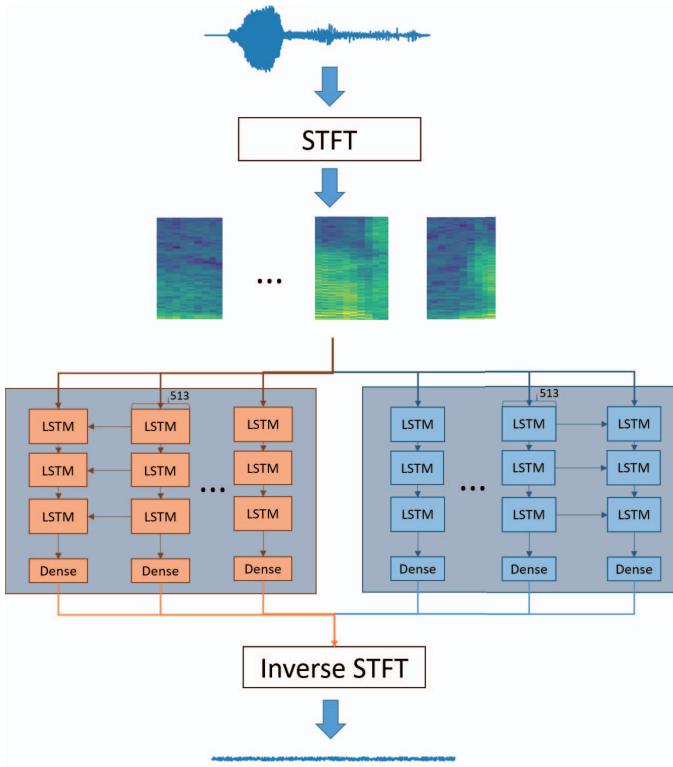 STFT
...
513 513
LSTM LSTM LSTM LSTM LSTM LSTM
LSTM LSTM ... LSTM LSTM ... LSTM LSTM
LSTM LSTM LSTM LSTM LSTM LSTM
Dense Dense Dense Dense Dense Dense
Inverse STFT